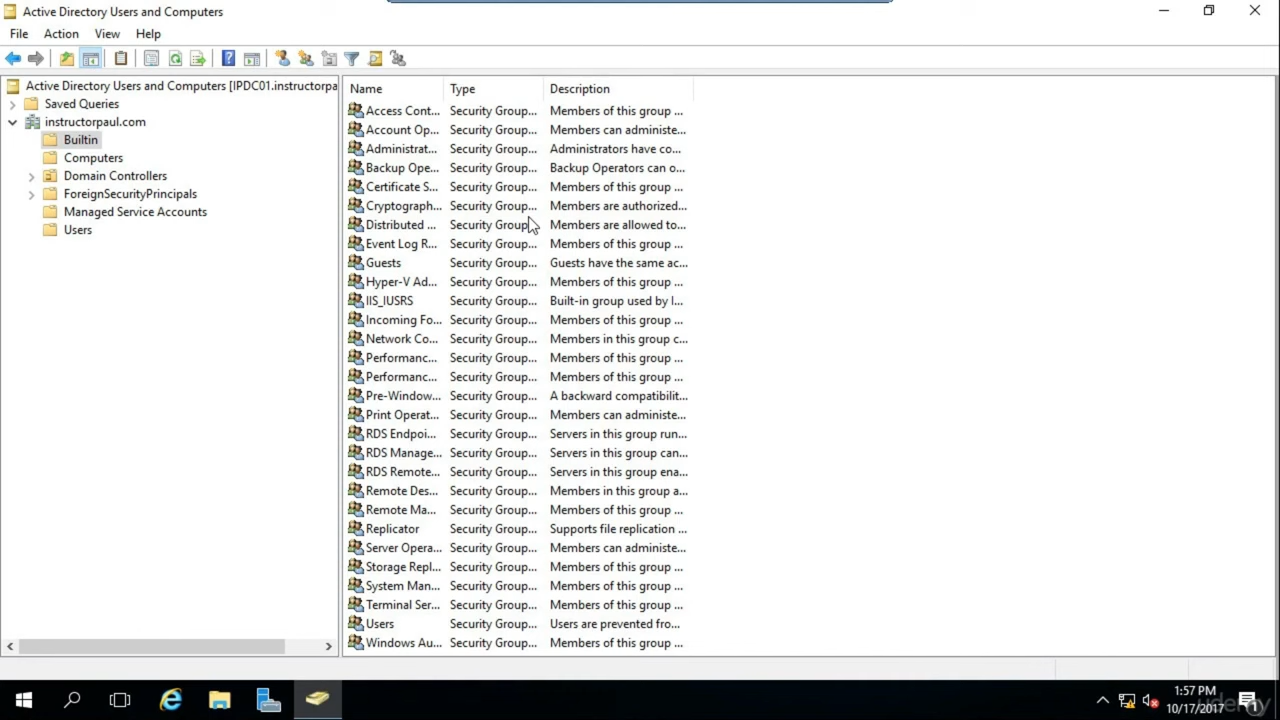 Active Directory Users and Computers
File Action View Help
Active Directory Users and Computers [IPDC01.instructorpa
Saved Queries
instructorpaul.com
Builtin
Computers
Domain Controllers
ForeignSecurityPrincipals
Managed Service Accounts
Users
Name Type Description
Access Cont... Security Group... Members of this group ...
Account Op... Security Group... Members can administe...
Administrat... Security Group... Administrators have co...
Backup Ope... Security Group... Backup Operators can o...
Certificate S... Security Group... Members of this group ...
Cryptograph... Security Group... Members are authorized...
Distributed ... Security Group... Members are allowed to...
Event Log R... Security Group... Members of this group ...
Guests Security Group... Guests have the same ac...
Hyper-V Ad... Security Group... Members of this group ...
IIS_IUSRS Security Group... Built-in group used by I...
Incoming Fo... Security Group... Members of this group ...
Network Co... Security Group... Members in this group c...
Performanc... Security Group... Members of this group ...
Performanc... Security Group... Members of this group ...
Pre-Window... Security Group... A backward compatibilit...
Print Operat... Security Group... Members can administe...
RDS Endpoi... Security Group... Servers in this group run...
RDS Manage... Security Group... Servers in this group can...
RDS Remote... Security Group... Servers in this group ena...
Remote Des... Security Group... Members in this group a...
Remote Ma... Security Group... Members of this group ...
Replicator Security Group... Supports file replication ...
Server Opera... Security Group... Members can administe...
Storage Repl... Security Group... Members of this group ...
System Man... Security Group... Members of this group ...
Terminal Ser... Security Group... Members of this group ...
Users Security Group... Users are prevented fro...
Windows Au... Security Group... Members of this group ...
1:57 PM
10/17/2017
udemy
1